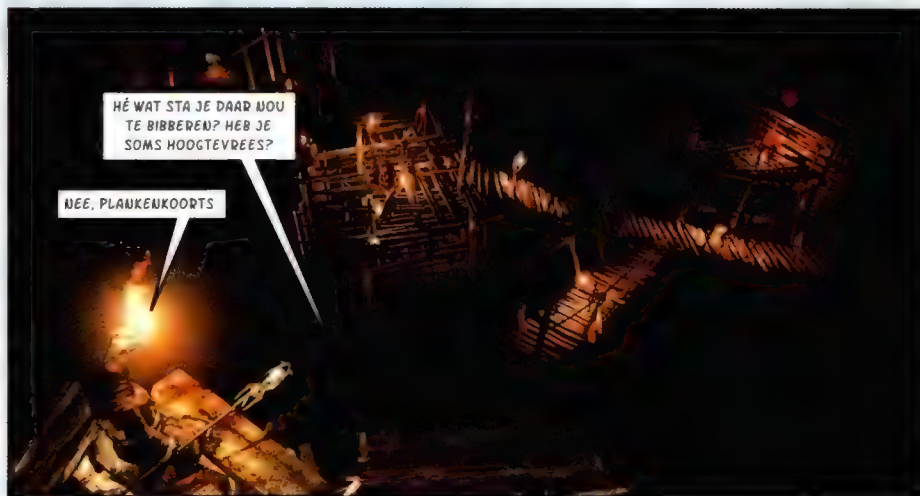 HÉ WAT STA JE DAAR NOU
TE BIBBEREN? HEB JE
SOMS HOOGTEVREES?
NEE, PLANKENKOORTS